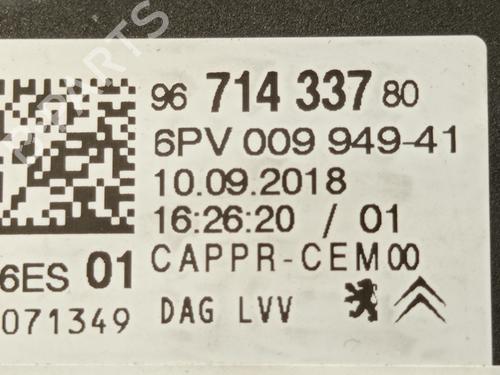 96 714 337 80
6PV 009 949-41
10.09.2018
16:26:20 / 01
6ES 01 CAPPR-CEM00
071349 DAG LVV